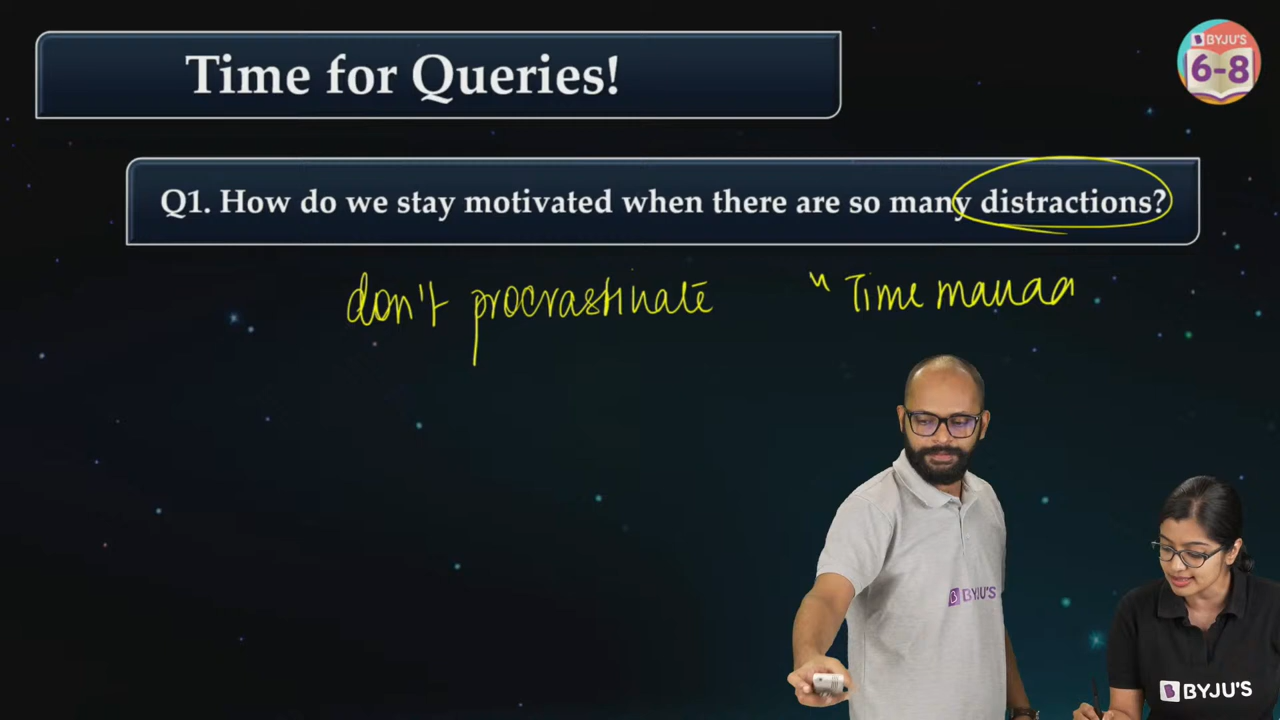 Time for Queries!
BYJU'S
6-8
Q1. How do we stay motivated when there are so many distractions?
don't procrastinate " Time manag
BYJU'S
BYJU'S